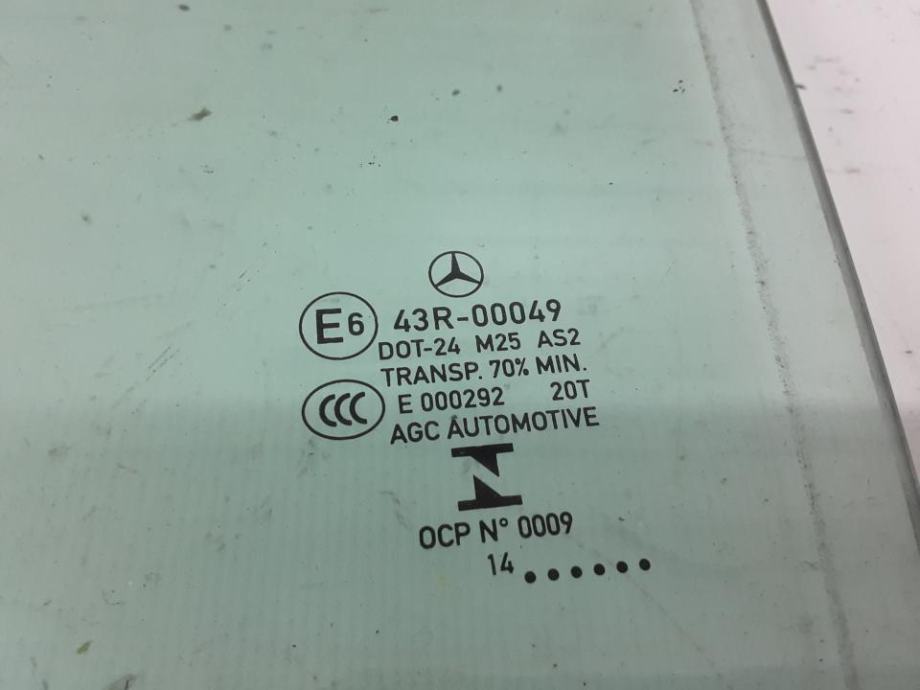 E6 43R-00049
DOT-24 M25 AS2
TRANSP. 70% MIN.
CCC E 000292 20T
AGC AUTOMOTIVE
OCP N° 0009
14 ......